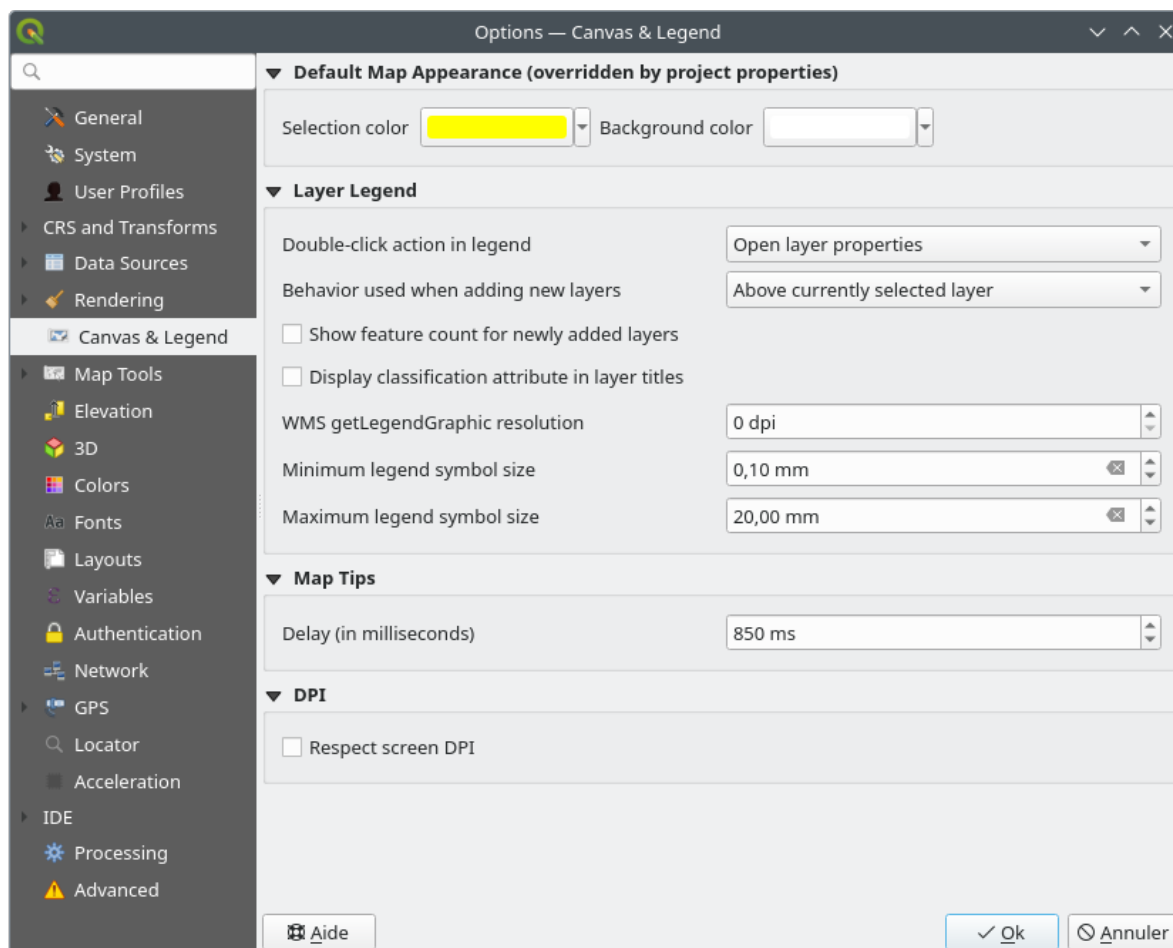 Options — Canvas & Legend
General
System
User Profiles
CRS and Transforms
Data Sources
Rendering
Canvas & Legend
Map Tools
Elevation
3D
Colors
Fonts
Layouts
Variables
Authentication
Network
GPS
Locator
Acceleration
IDE
Processing
Advanced
Default Map Appearance (overridden by project properties)
Selection color Background color
Layer Legend
Double-click action in legend Open layer properties
Behavior used when adding new layers Above currently selected layer
Show feature count for newly added layers
Display classification attribute in layer titles
WMS getLegendGraphic resolution 0 dpi
Minimum legend symbol size 0,10 mm
Maximum legend symbol size 20,00 mm
Map Tips
Delay (in milliseconds) 850 ms
DPI
Respect screen DPI
Aide Ok Annuler